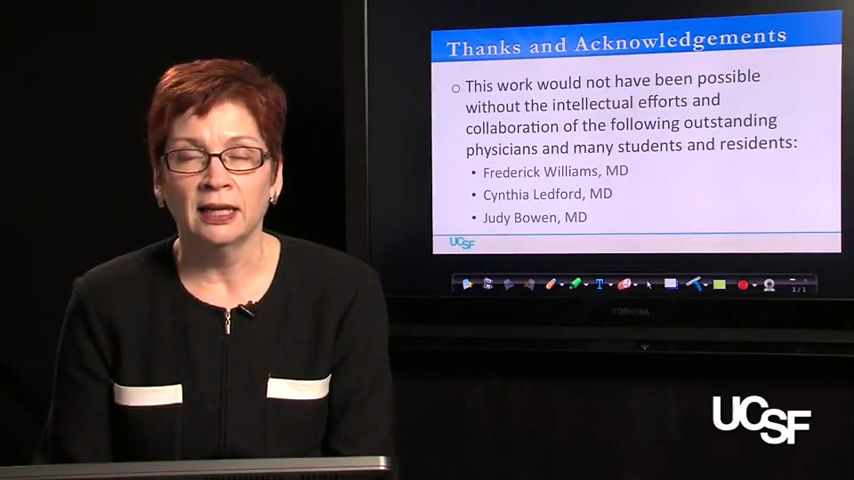 Thanks and Acknowledgements
This work would not have been possible
without the intellectual efforts and
collaboration of the following outstanding
physicians and many students and residents:
• Frederick Williams, MD
• Cynthia Ledford, MD
• Judy Bowen, MD
UCSF
T
1/1
TOSHIBA
UCSF